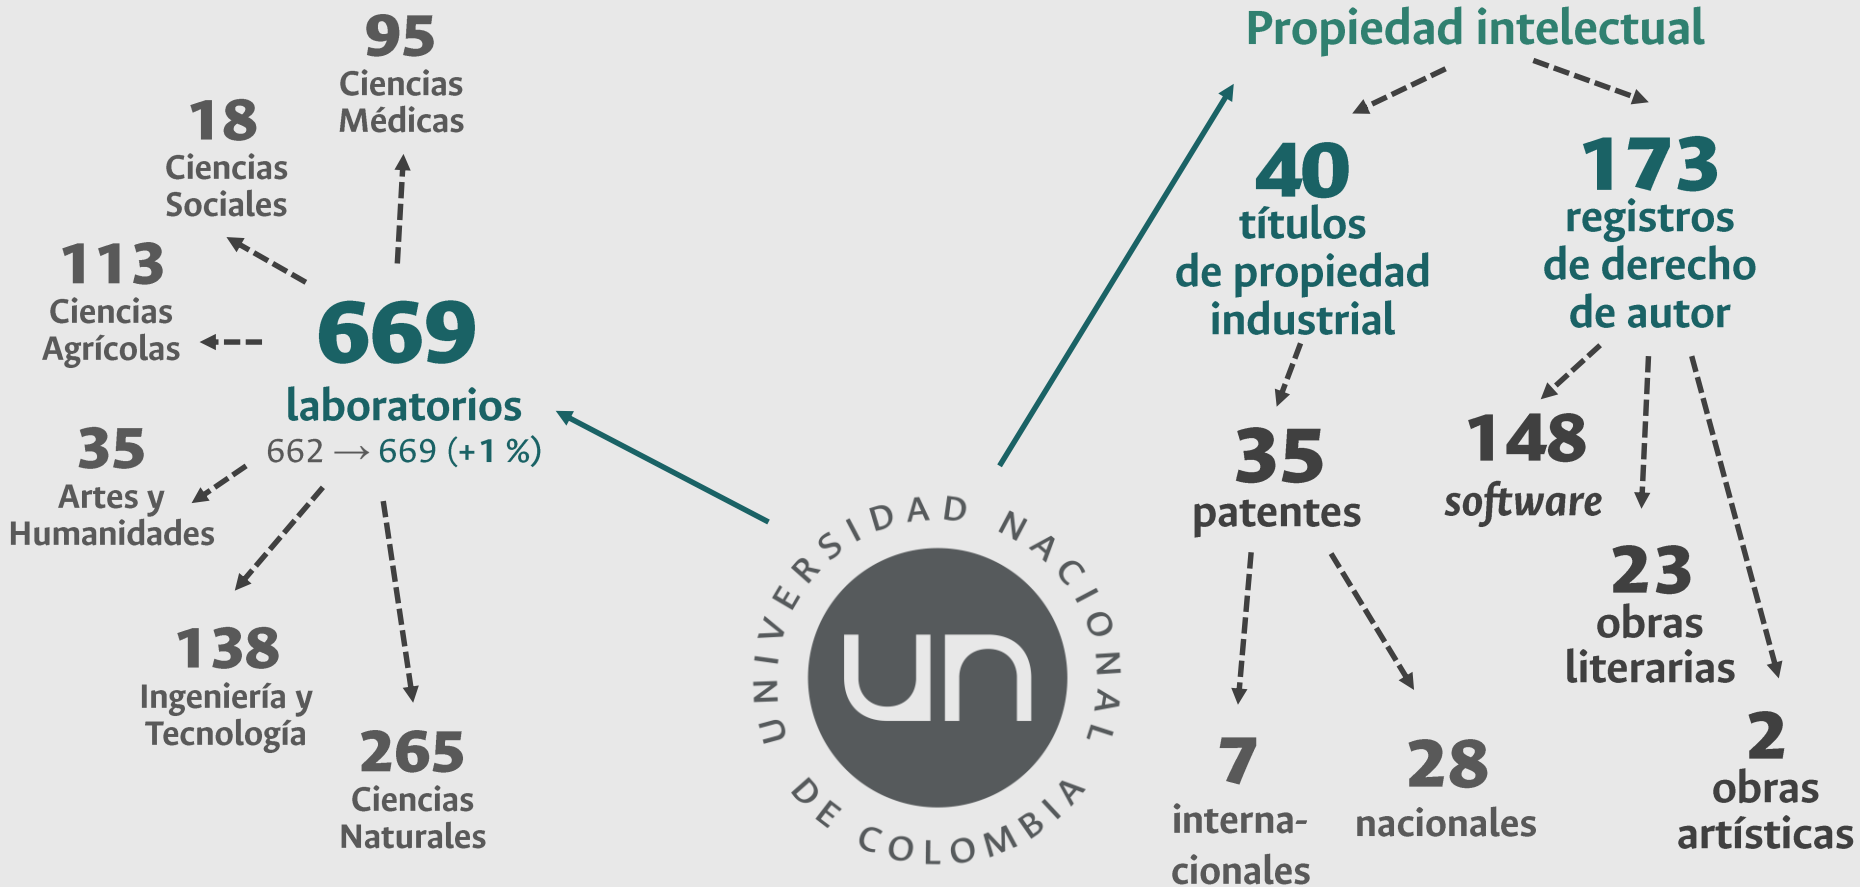 95
Ciencias
Médicas
18
Ciencias
Sociales
113
Ciencias
Agrícolas
669
laboratorios
662 → 669 (+1 %)
35
Artes y
Humanidades
138
Ingeniería y
Tecnología
265
Ciencias
Naturales
UNIVERSIDAD NACIONAL
DE COLOMBIA
un
Propiedad intelectual
40
títulos
de propiedad
industrial
35
patentes
7
interna-
cionales
28
nacionales
173
registros
de derecho
de autor
148
software
23
obras
literarias
2
obras
artísticas